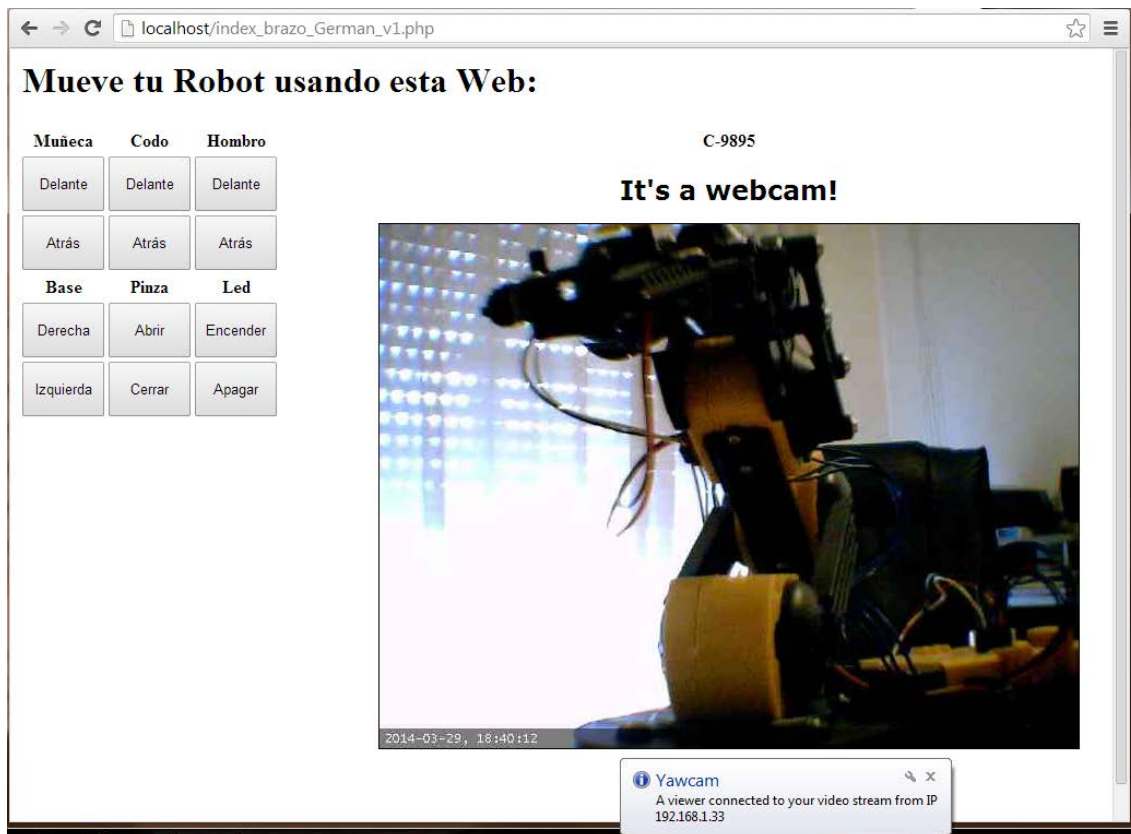 localhost/index_brazo_German_v1.php
Mueve tu Robot usando esta Web:
Muñeca Codo Hombro
Delante Delante Delante
Atrás Atrás Atrás
Base Pinza Led
Derecha Abrir Encender
Izquierda Cerrar Apagar
C-9895
It's a webcam!
2014-03-29, 18:40:12
Yawcam
A viewer connected to your video stream from IP
192.168.1.33